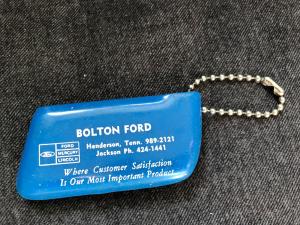 BOLTON FORD
Henderson, Tenn. 989-2121
Jackson Ph. 424-1441
FORD
MERCURY
LINCOLN
Where Customer Satisfaction
Is Our Most Important Product